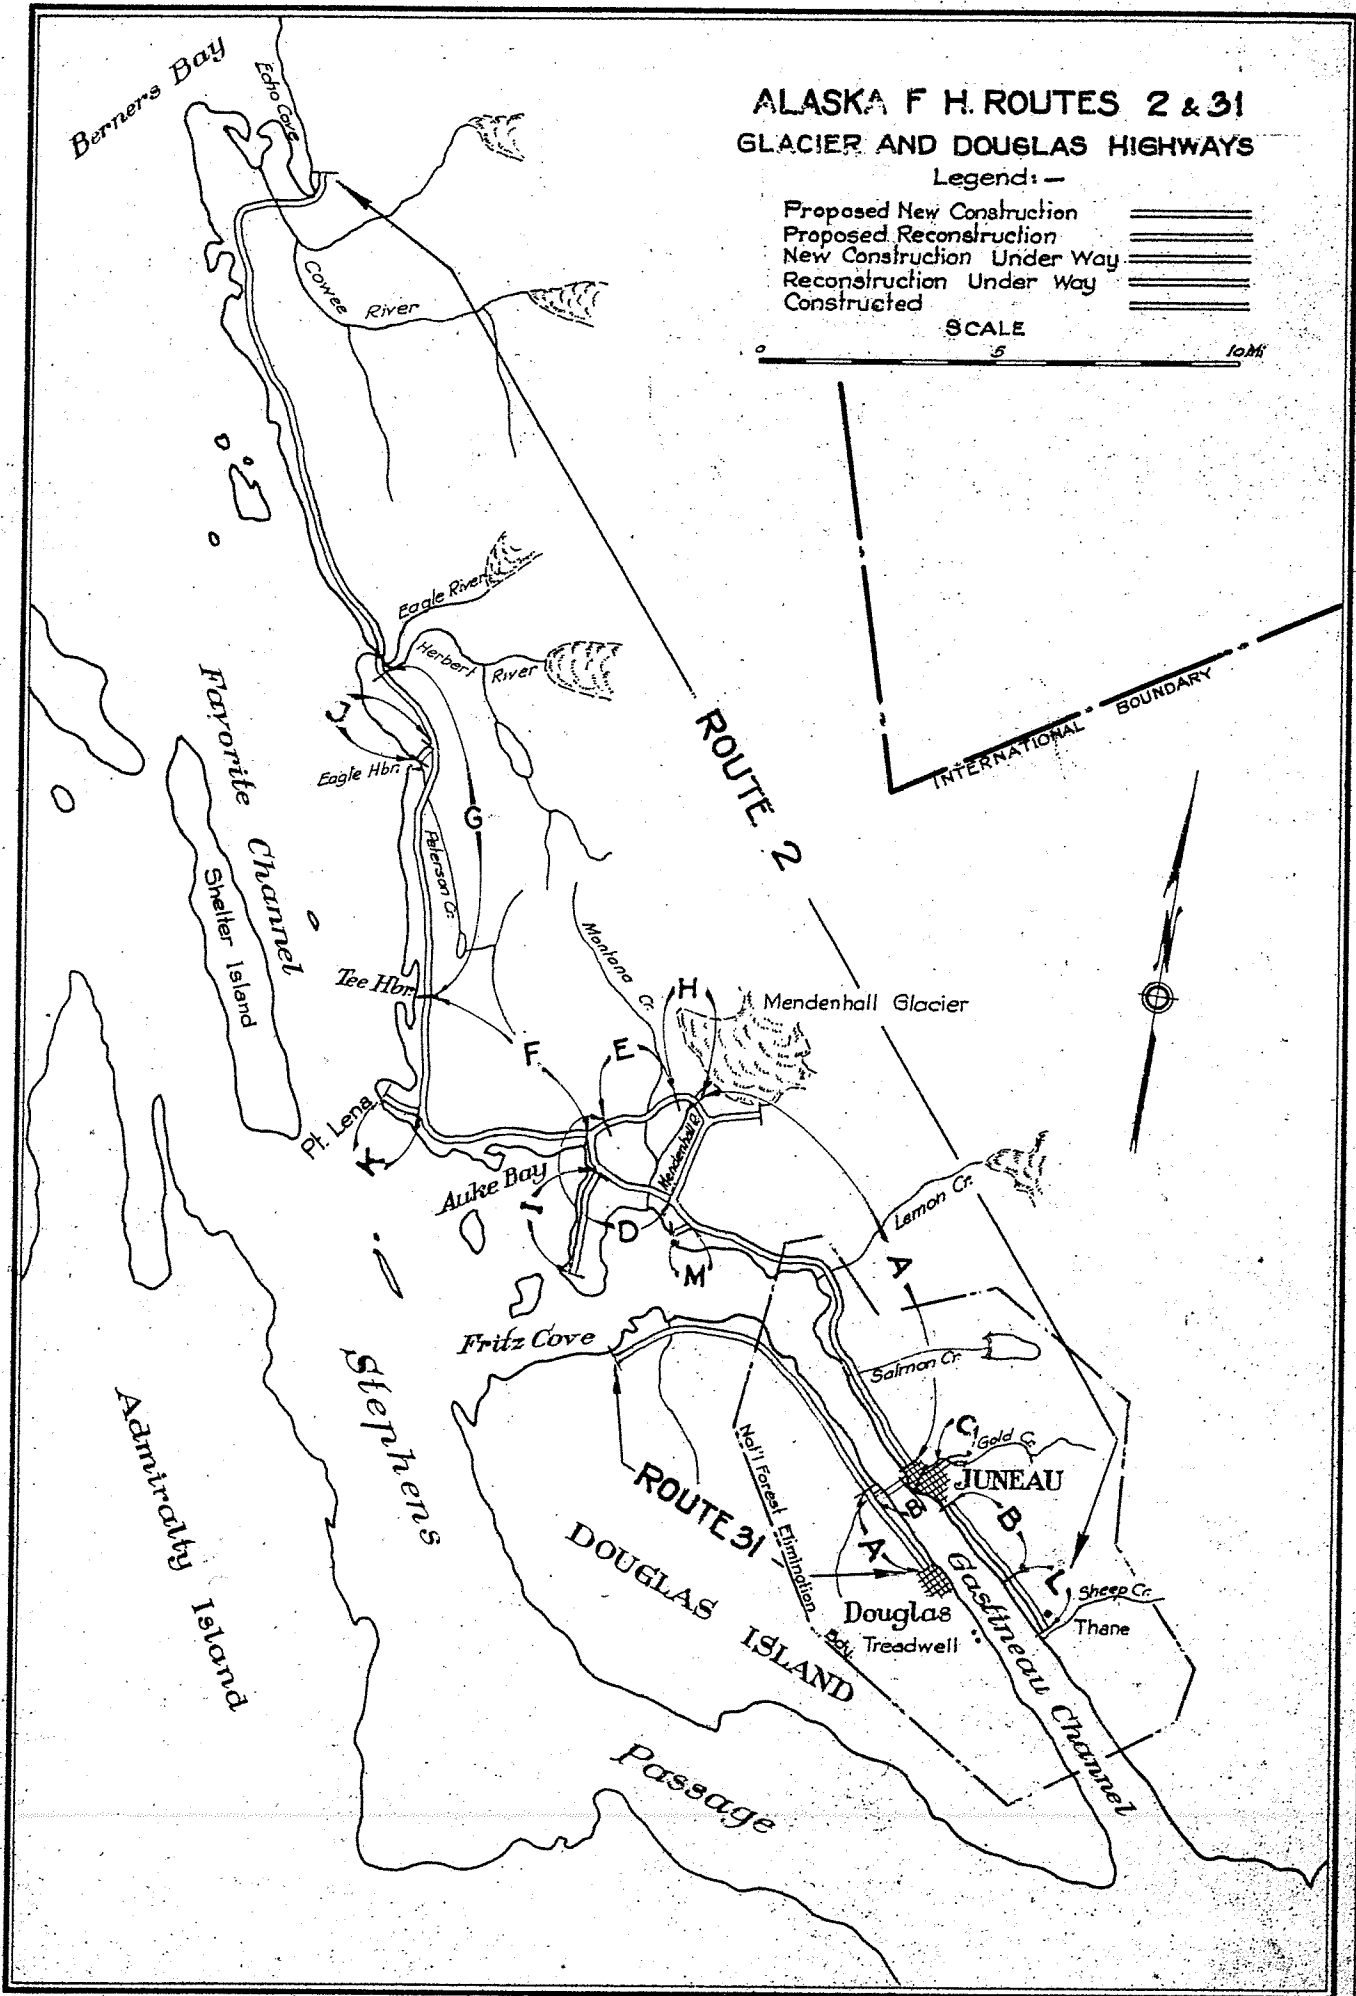 ALASKA F H. ROUTES 2 & 31
GLACIER AND DOUGLAS HIGHWAYS
Legend: —
Proposed New Construction
Proposed Reconstruction
New Construction Under Way
Reconstruction Under Way
Constructed
SCALE
0 5 10 Mi
Berners Bay
Echo Cove
Cowee River
Eagle River
Herbert River
Favorite Channel
J
Eagle Hbr.
G
ROUTE 2
INTERNATIONAL BOUNDARY
Peterson Cr.
Shelter Island
Montana Cr.
Tee Hbr.
H
Mendenhall Glacier
F
E
Pt. Lena
K
Mendenhall R.
Auke Bay
I
D
M
Lemon Cr.
A
Fritz Cove
Salmon Cr.
Stephens
Admiralty Island
C
Gold Cr.
JUNEAU
ROUTE 31
Nat'l Forest Elimination Bdy.
B
B
A
L
DOUGLAS ISLAND
Gastineau Channel
Sheep Cr.
Thane
Douglas
Treadwell
Passage